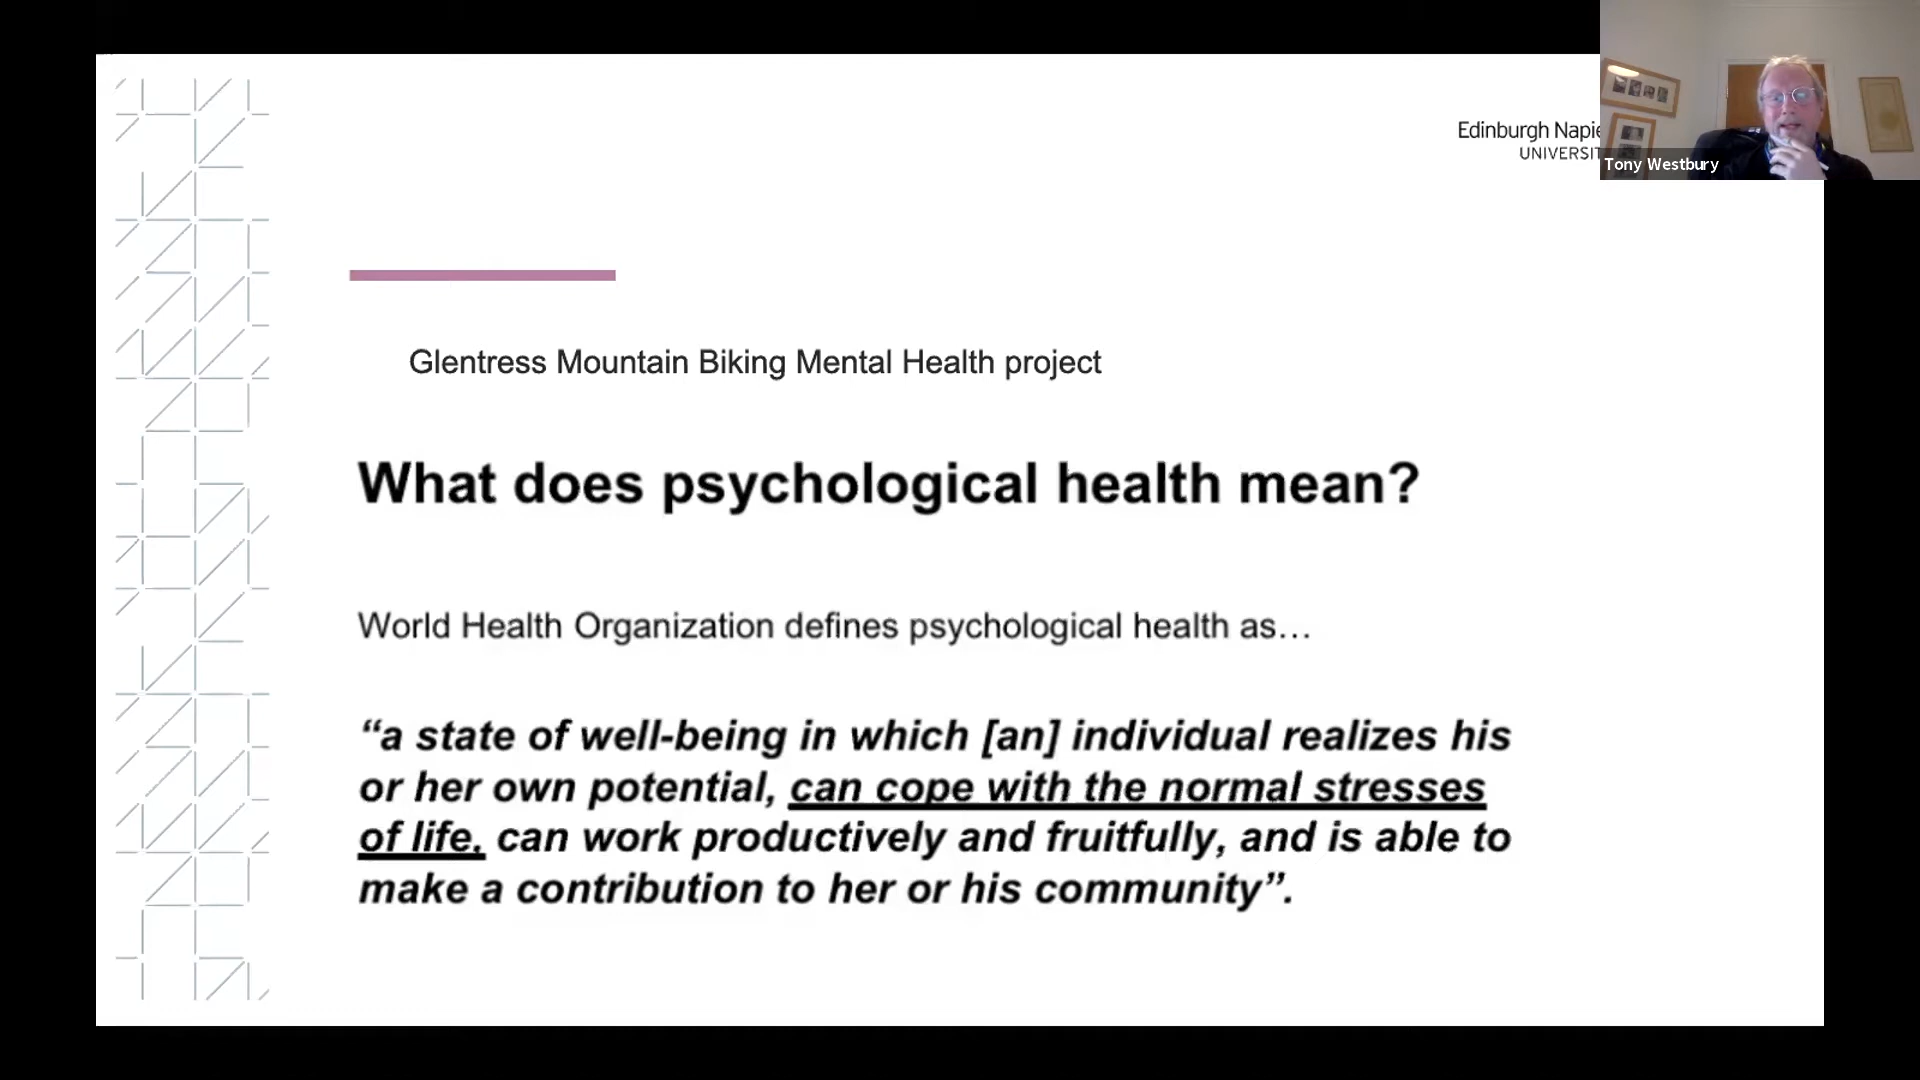 Edinburgh Napie
UNIVERSIT
Tony Westbury
Glentress Mountain Biking Mental Health project
What does psychological health mean?
World Health Organization defines psychological health as…
“a state of well-being in which [an] individual realizes his
or her own potential, can cope with the normal stresses
of life, can work productively and fruitfully, and is able to
make a contribution to her or his community”.